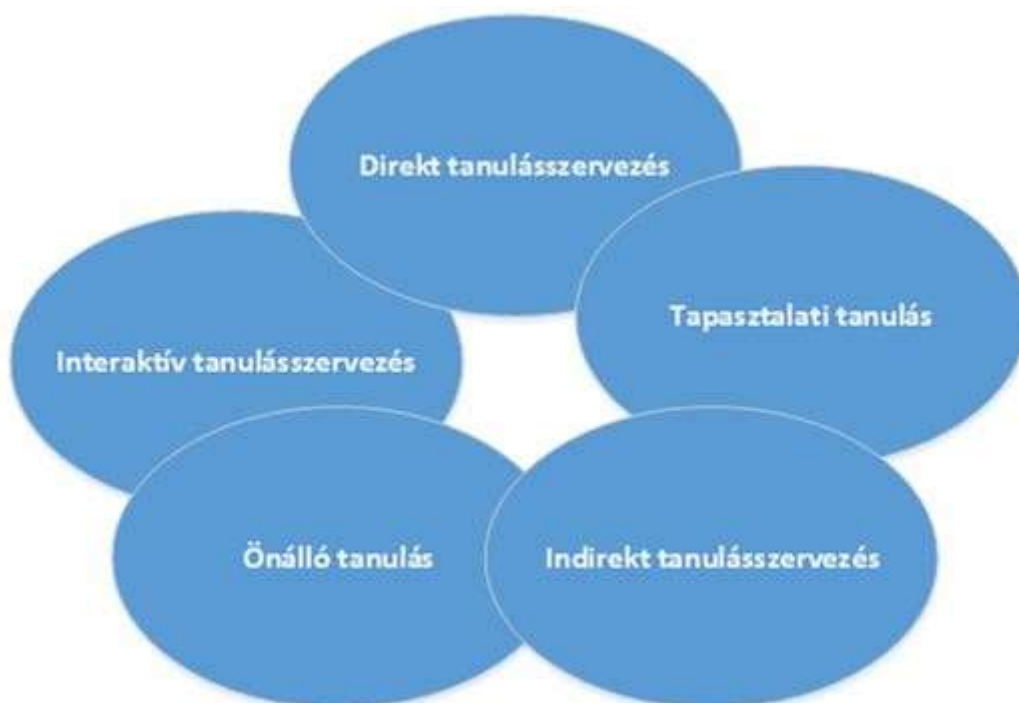 Direkt tanulásszervezés
Tapasztalati tanulás
Interaktív tanulásszervezés
Önálló tanulás
Indirekt tanulásszervezés